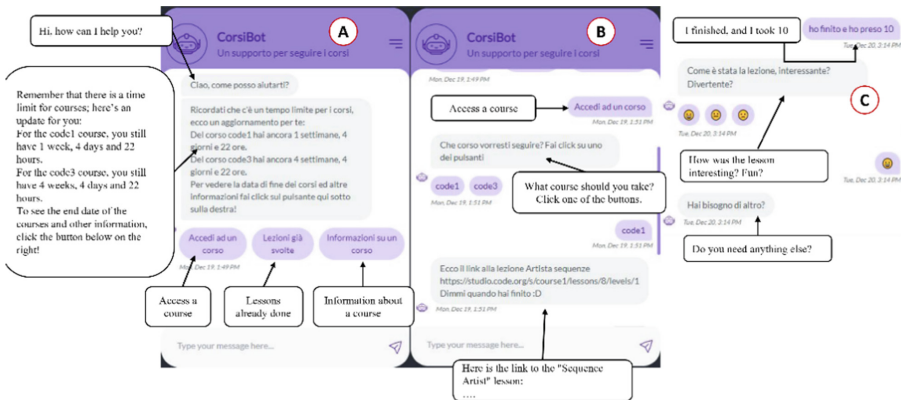 Hi, how can I help you?
Remember that there is a time
limit for courses; here's an
update for you:
For the code1 course, you still
have 1 week, 4 days and 22
hours.
For the code3 course, you still
have 4 weeks, 4 days and 22
hours.
To see the end date of the
courses and other information,
click the button below on the
right!
CorsiBot
Un supporto per seguire i corsi
A
Ciao, come posso aiutarti?
Ricordati che c'è un tempo limite per i corsi,
ecco un aggiornamento per te:
Del corso code1 hai ancora 1 settimane, 4
giorni e 22 ore.
Del corso code3 hai ancora 4 settimane, 4
giorni e 22 ore.
Per vedere la data di fine dei corsi ed altre
informazioni fai click sul pulsante qui sotto
sulla destra!
Accedi ad un
corso
Lezioni già
svolte
Informazioni su un
corso
Mon, Dec 19, 1:49 PM
Access a
course
Lessons
already done
Information about
a course
Type your message here...
CorsiBot
Un supporto per seguire i corsi
B
Mon, Dec 19, 1:49 PM
Access a course
Accedi ad un corso
Mon, Dec 19, 1:51 PM
Che corso vorresti seguire? Fai click su uno
dei pulsanti
code1
code3
Mon, Dec 19, 1:51 PM
What course should you take?
Click one of the buttons.
code1
Mon, Dec 19, 1:51 PM
Ecco il link alla lezione Artista sequenze
https://studio.code.org/s/course1/lessons/8/levels/1
Dimmi quando hai finito :D
Mon, Dec 19, 1:51 PM
Type your message here...
Here is the link to the "Sequence
Artist" lesson:
....
I finished, and I took 10
ho finito e ho preso 10
Tue, Dec 20, 3:14 PM
Come è stata la lezione, interessante?
Divertente?
C
Tue, Dec 20, 3:14 PM
How was the lesson
interesting? Fun?
Tue, Dec 20, 3:14 PM
Hai bisogno di altro?
Tue, Dec 20, 3:14 PM
Do you need anything else?